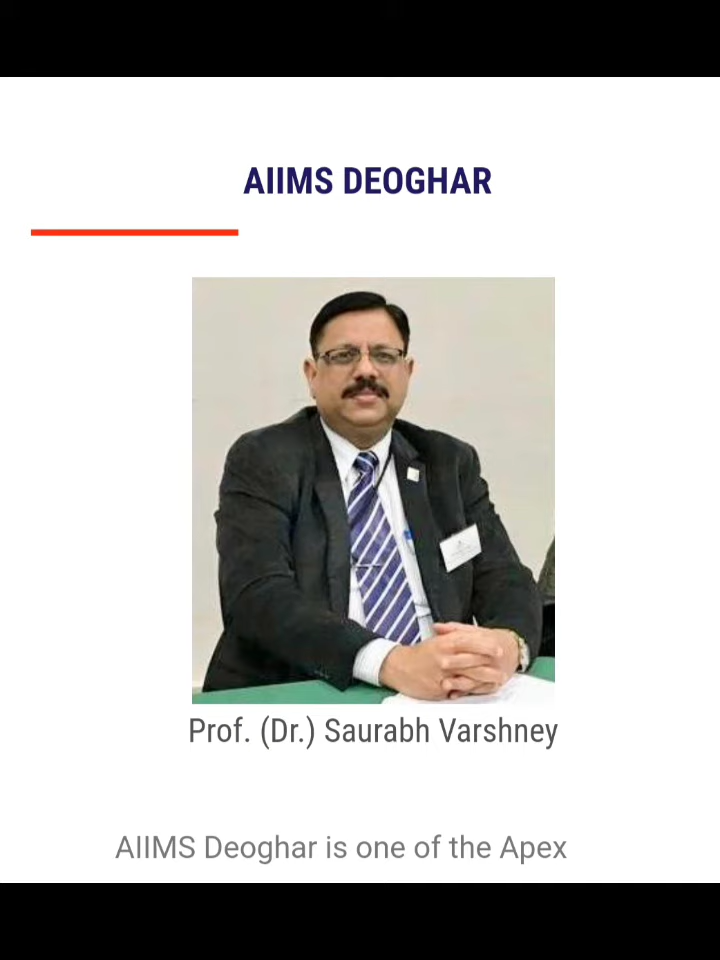 AIIMS DEOGHAR
Prof. (Dr.) Saurabh Varshney
AIIMS Deoghar is one of the Apex